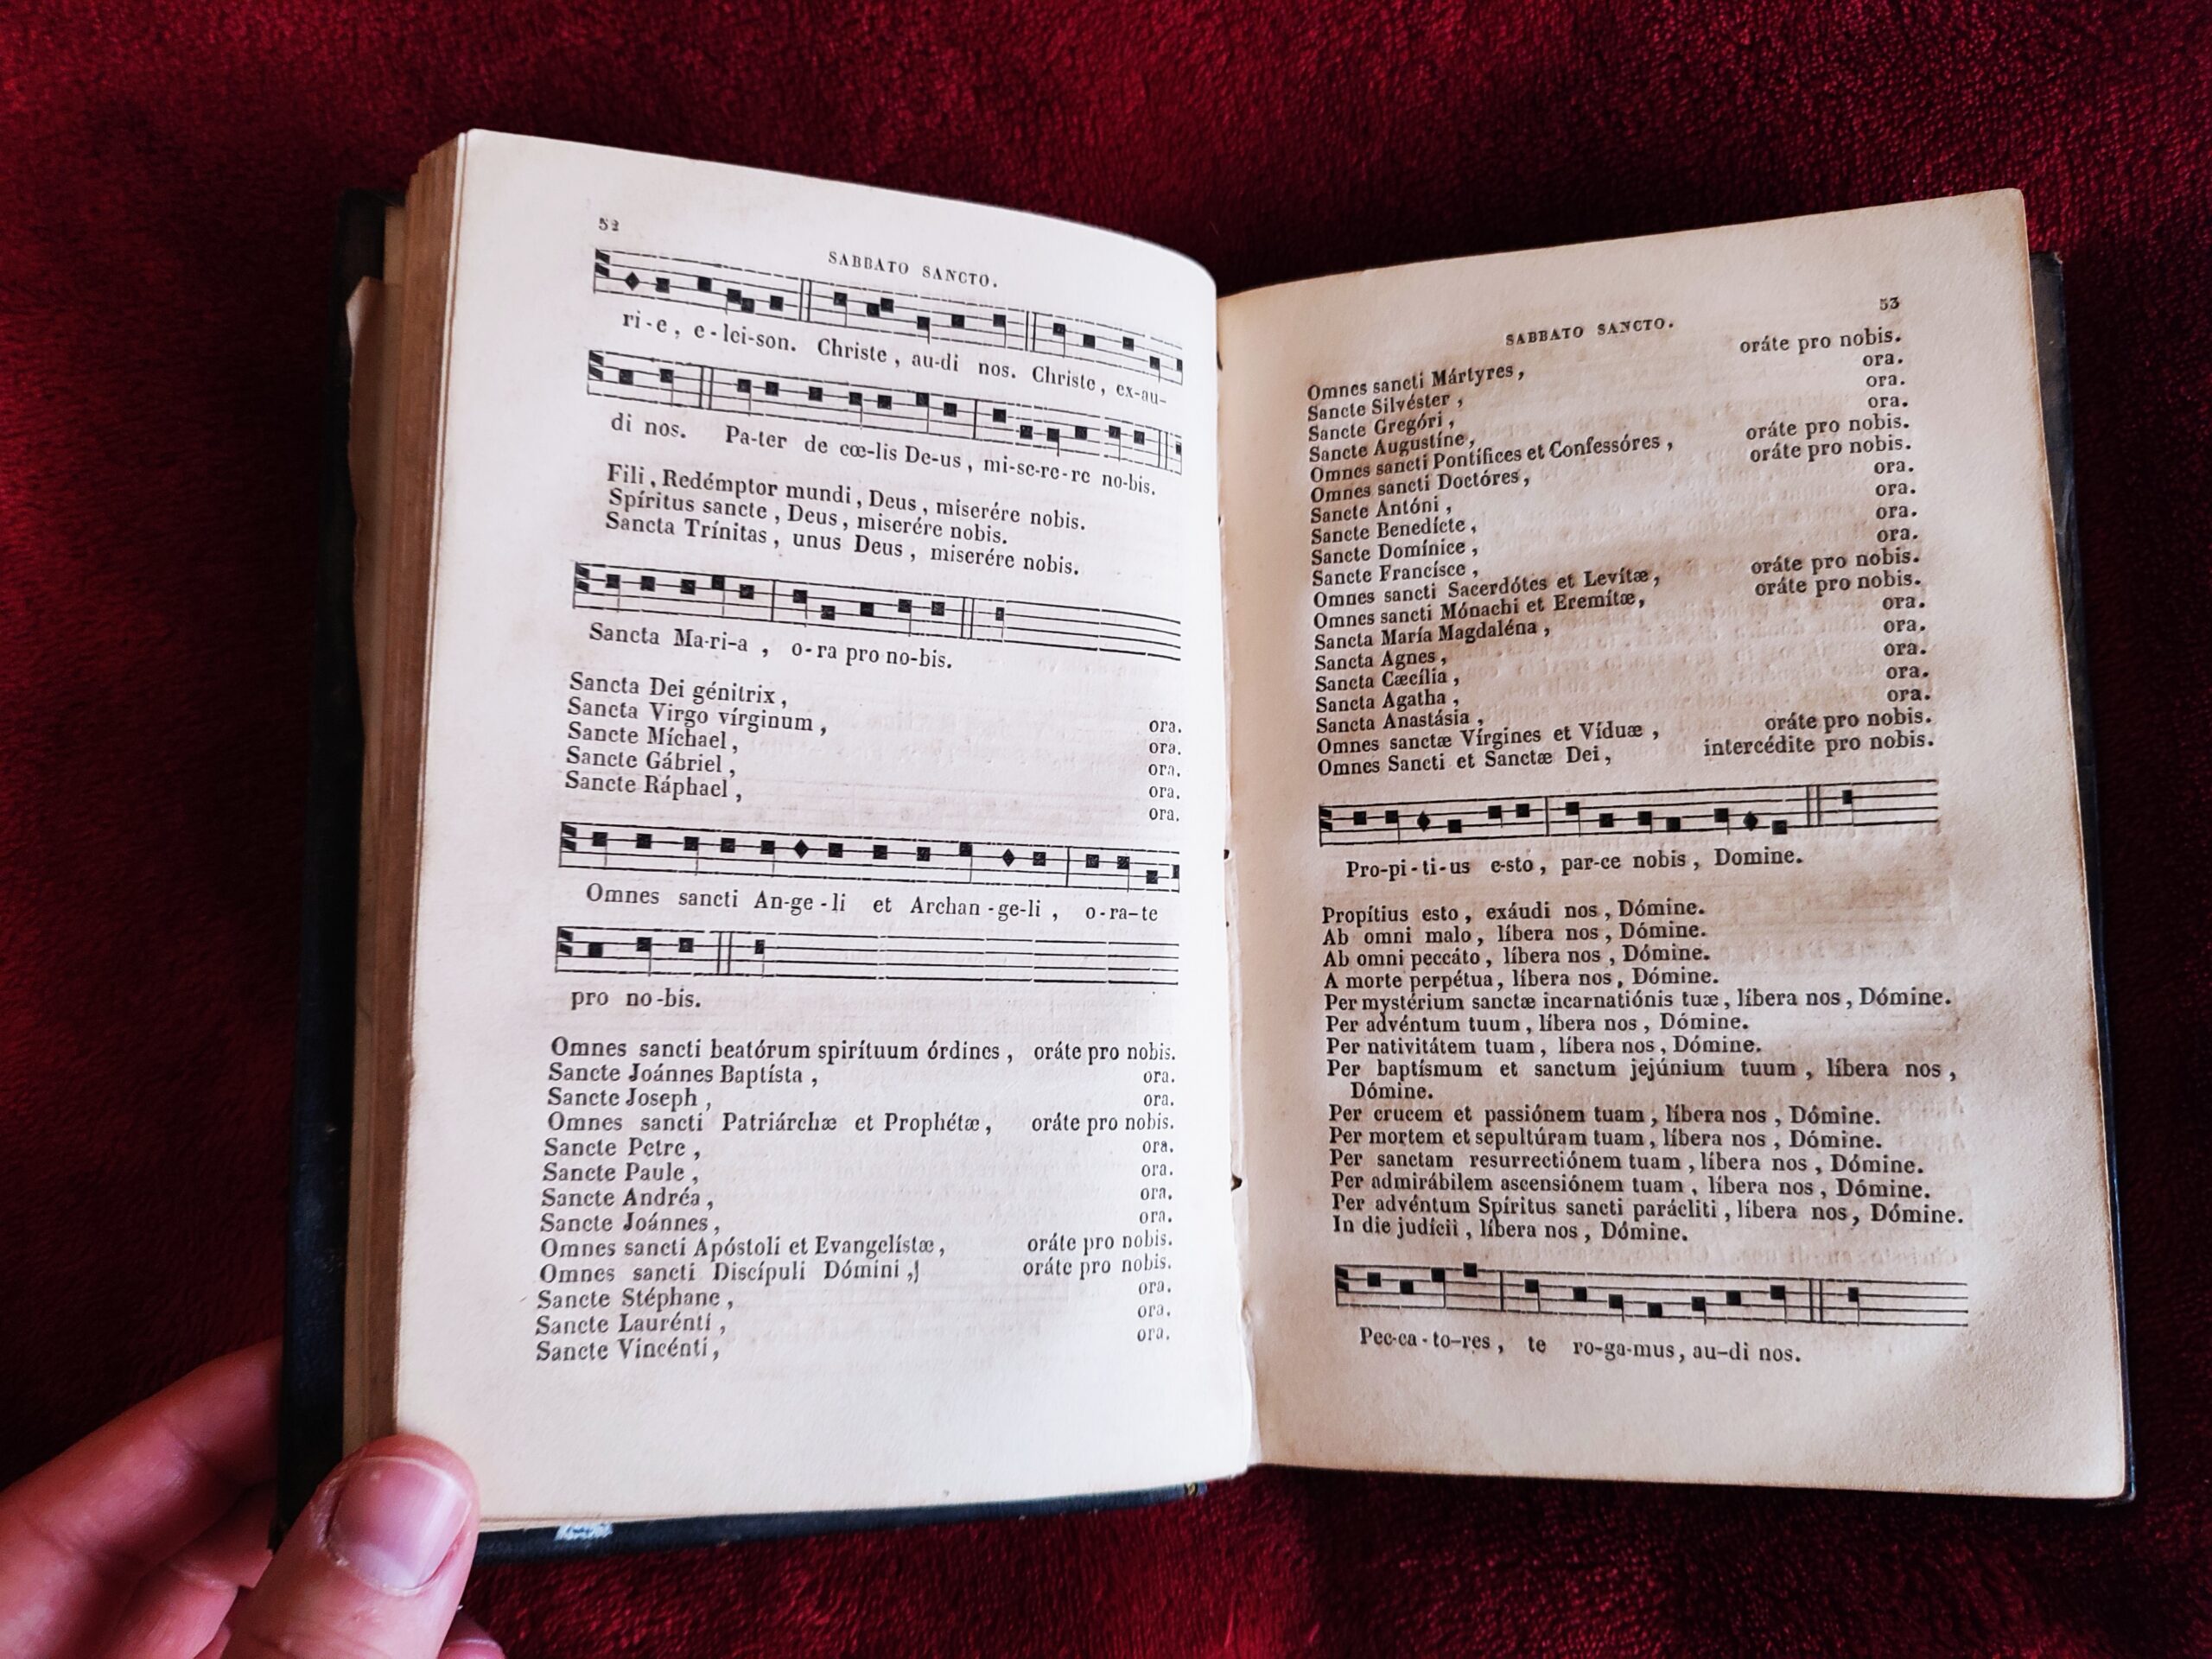 52
SABBATO SANCTO.
ri-e, e-lei-son. Christe, au-di nos. Christe, ex-au-
di nos. Pa-ter de cœ-lis De-us, mi-se-re-re no-bis.
Fili, Redémptor mundi, Deus, miserére nobis.
Spíritus sancte, Deus, miserére nobis.
Sancta Trínitas, unus Deus, miserére nobis.
Sancta Ma-ri-a, o-ra pro no-bis.
Sancta Dei génitrix, ora.
Sancta Virgo vírginum, ora.
Sancte Míchael, ora.
Sancte Gábriel, ora.
Sancte Ráphael, ora.
Omnes sancti An-ge-li et Archan-ge-li, o-ra-te
pro no-bis.
Omnes sancti beatórum spirítuum órdines, oráte pro nobis.
Sancte Joánnes Baptísta, ora.
Sancte Joseph, ora.
Omnes sancti Patriárchæ et Prophétæ, oráte pro nobis.
Sancte Petre, ora.
Sancte Paule, ora.
Sancte Andréa, ora.
Sancte Joánnes, ora.
Omnes sancti Apóstoli et Evangelístæ, oráte pro nobis.
Omnes sancti Discípuli Dómini, oráte pro nobis.
Sancte Stéphane, ora.
Sancte Laurénti, ora.
Sancte Vincénti, ora.
53
SABBATO SANCTO.
Omnes sancti Mártyres, oráte pro nobis.
Sancte Silvéster, ora.
Sancte Gregóri, ora.
Sancte Augustíne, ora.
Omnes sancti Pontífices et Confessóres, oráte pro nobis.
Omnes sancti Doctóres, oráte pro nobis.
Sancte Antóni, ora.
Sancte Benedícte, ora.
Sancte Domínice, ora.
Sancte Francísce, ora.
Omnes sancti Sacerdótes et Levítæ, oráte pro nobis.
Omnes sancti Mónachi et Eremítæ, oráte pro nobis.
Sancta María Magdaléna, ora.
Sancta Agnes, ora.
Sancta Cæcília, ora.
Sancta Agatha, ora.
Sancta Anastásia, ora.
Omnes sanctæ Vírgines et Víduæ, oráte pro nobis.
Omnes Sancti et Sanctæ Dei, intercédite pro nobis.
Pro-pi-ti-us e-sto, par-ce nobis, Domine.
Propítius esto, exáudi nos, Dómine.
Ab omni malo, líbera nos, Dómine.
Ab omni peccáto, líbera nos, Dómine.
A morte perpétua, líbera nos, Dómine.
Per mystérium sanctæ incarnatiónis tuæ, líbera nos, Dómine.
Per advéntum tuum, líbera nos, Dómine.
Per nativitátem tuam, líbera nos, Dómine.
Per baptísmum et sanctum jejúnium tuum, líbera nos,
Dómine.
Per crucem et passiónem tuam, líbera nos, Dómine.
Per mortem et sepultúram tuam, líbera nos, Dómine.
Per sanctam resurrectiónem tuam, líbera nos, Dómine.
Per admirábilem ascensiónem tuam, líbera nos, Dómine.
Per advéntum Spíritus sancti parácliti, líbera nos, Dómine.
In die judícii, líbera nos, Dómine.
Pec-ca-to-res, te ro-ga-mus, au-di nos.